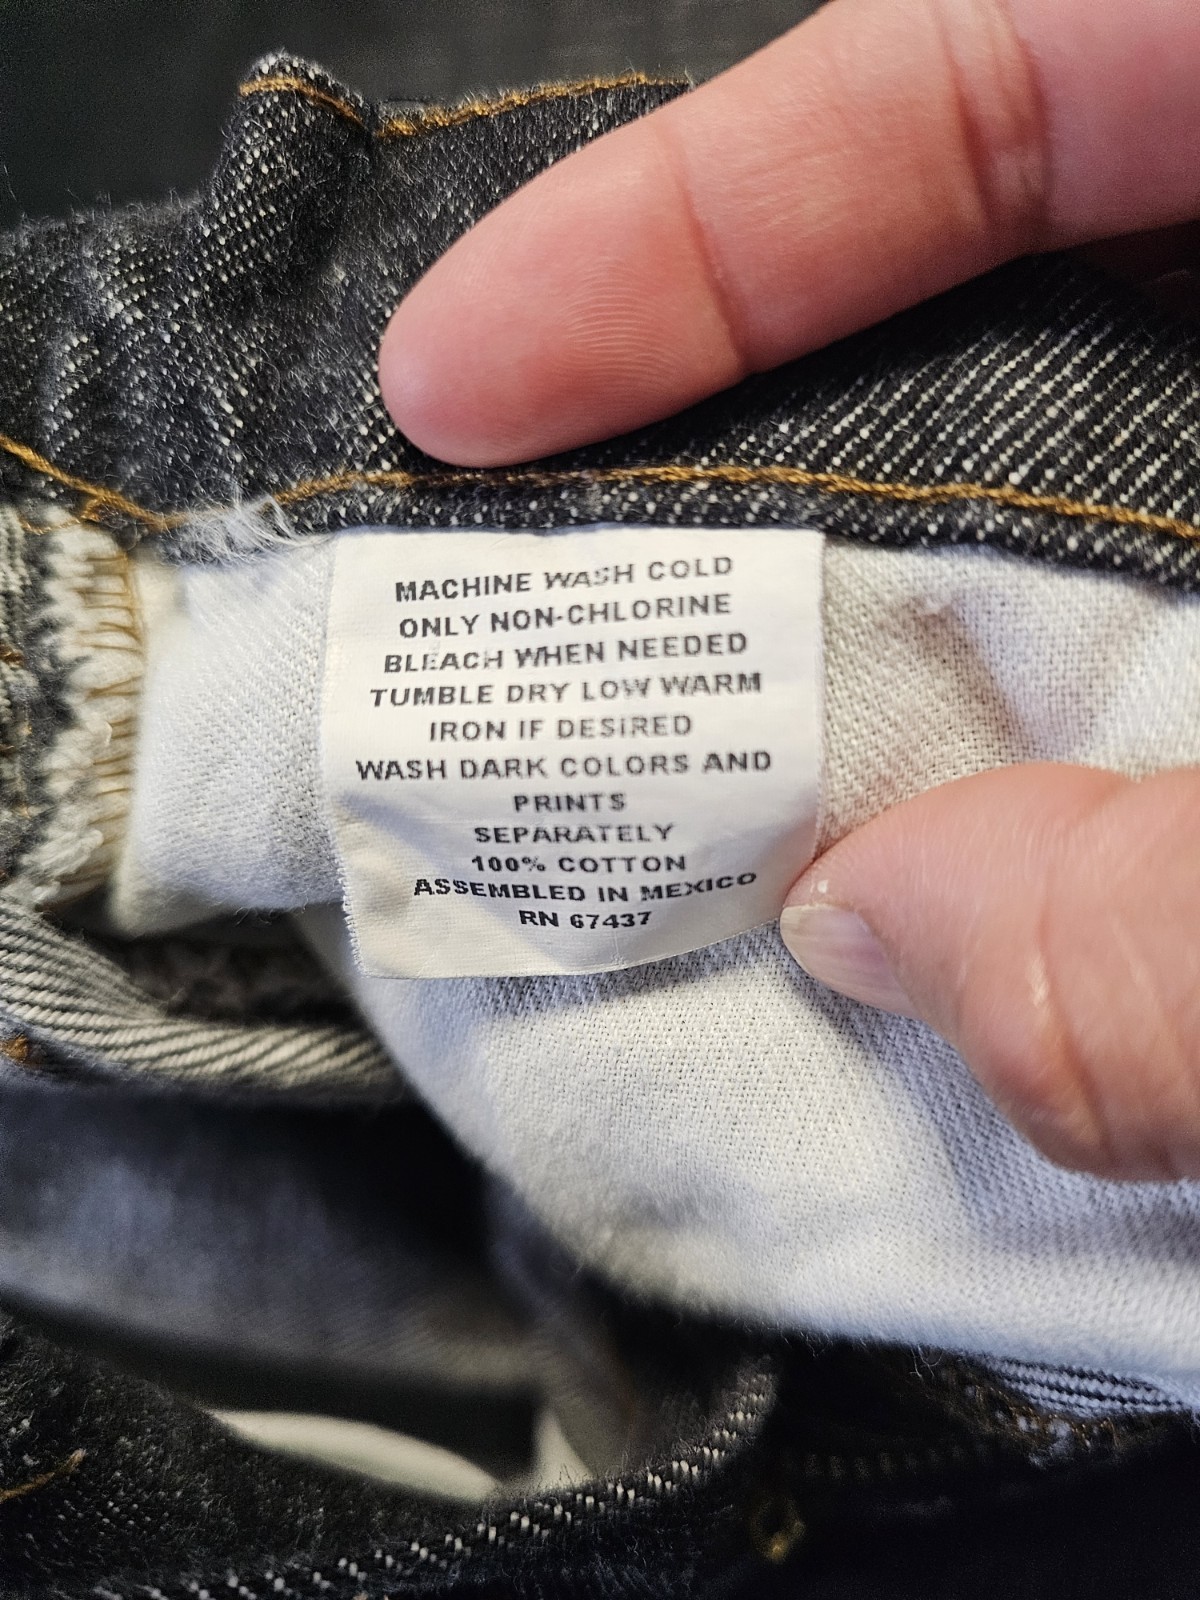 MACHINE WASH COLD
ONLY NON-CHLORINE
BLEACH WHEN NEEDED
TUMBLE DRY LOW WARM
IRON IF DESIRED
WASH DARK COLORS AND
PRINTS
SEPARATELY
100% COTTON
ASSEMBLED IN MEXICO
RN 67437